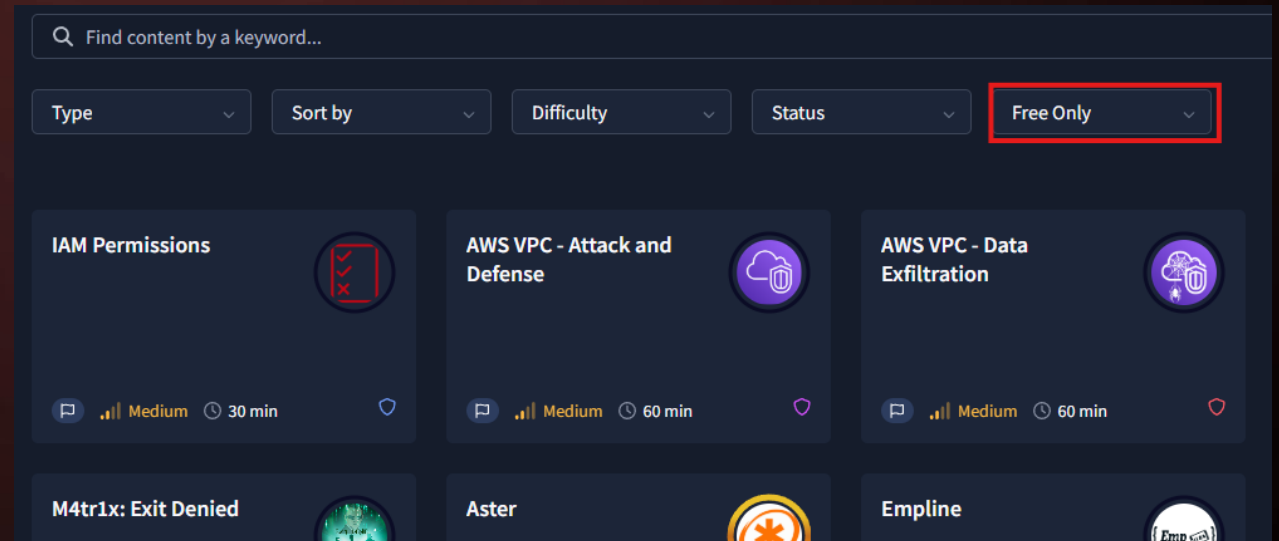 Find content by a keyword...
Type
Sort by
Difficulty
Status
Free Only
IAM Permissions
AWS VPC - Attack and
Defense
AWS VPC - Data
Exfiltration
Medium
30 min
Medium
60 min
Medium
60 min
M4tr1x: Exit Denied
Aster
Empline
{ Emp